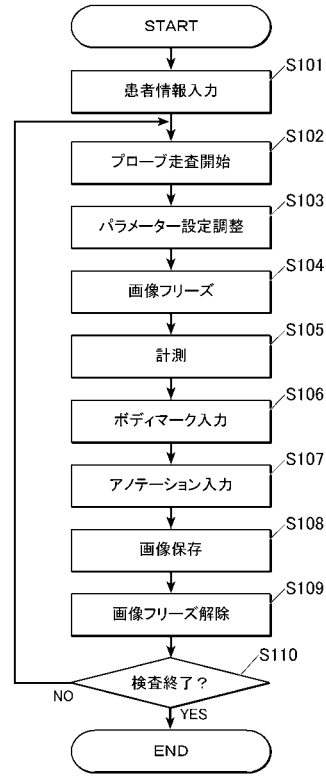 START
S101
患者情報入力
S102
プローブ走査開始
S103
パラメーター設定調整
S104
画像フリーズ
S105
計測
S106
ボディマーク入力
S107
アノテーション入力
S108
画像保存
S109
画像フリーズ解除
S110
検査終了？
NO
YES
END